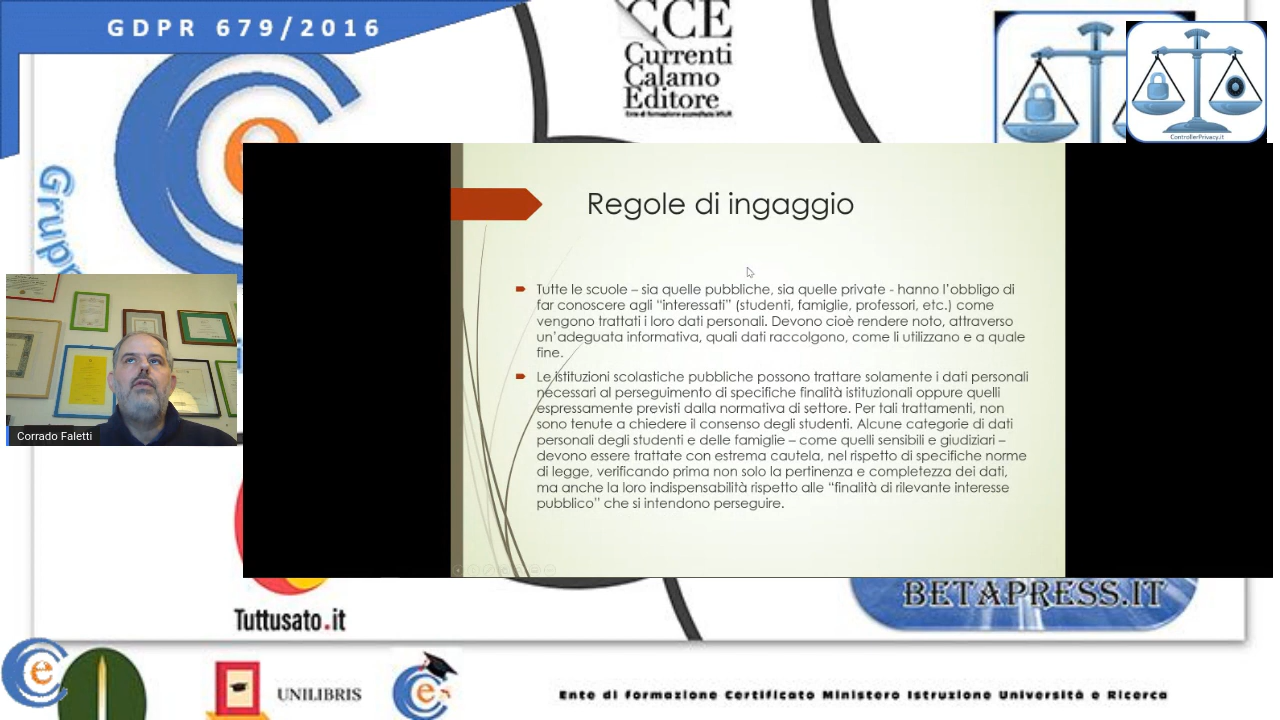 GDPR 679/2016
CCE
Currenti
Calamo
Editore
Ente di formazione accreditato MIUR
ControllerPrivacy.it
Regole di ingaggio
Tutte le scuole – sia quelle pubbliche, sia quelle private - hanno l’obbligo di
far conoscere agli “interessati” (studenti, famiglie, professori, etc.) come
vengono trattati i loro dati personali. Devono cioè rendere noto, attraverso
un’adeguata informativa, quali dati raccolgono, come li utilizzano e a quale
fine.
Le istituzioni scolastiche pubbliche possono trattare solamente i dati personali
necessari al perseguimento di specifiche finalità istituzionali oppure quelli
espressamente previsti dalla normativa di settore. Per tali trattamenti, non
sono tenute a chiedere il consenso degli studenti. Alcune categorie di dati
personali degli studenti e delle famiglie – come quelli sensibili e giudiziari –
devono essere trattate con estrema cautela, nel rispetto di specifiche norme
di legge, verificando prima non solo la pertinenza e completezza dei dati,
ma anche la loro indispensabilità rispetto alle “finalità di rilevante interesse
pubblico” che si intendono perseguire.
Corrado Faletti
Tuttusato.it
BETAPRESS.IT
UNILIBRIS
Ente di formazione Certificato Ministero Istruzione Università e Ricerca